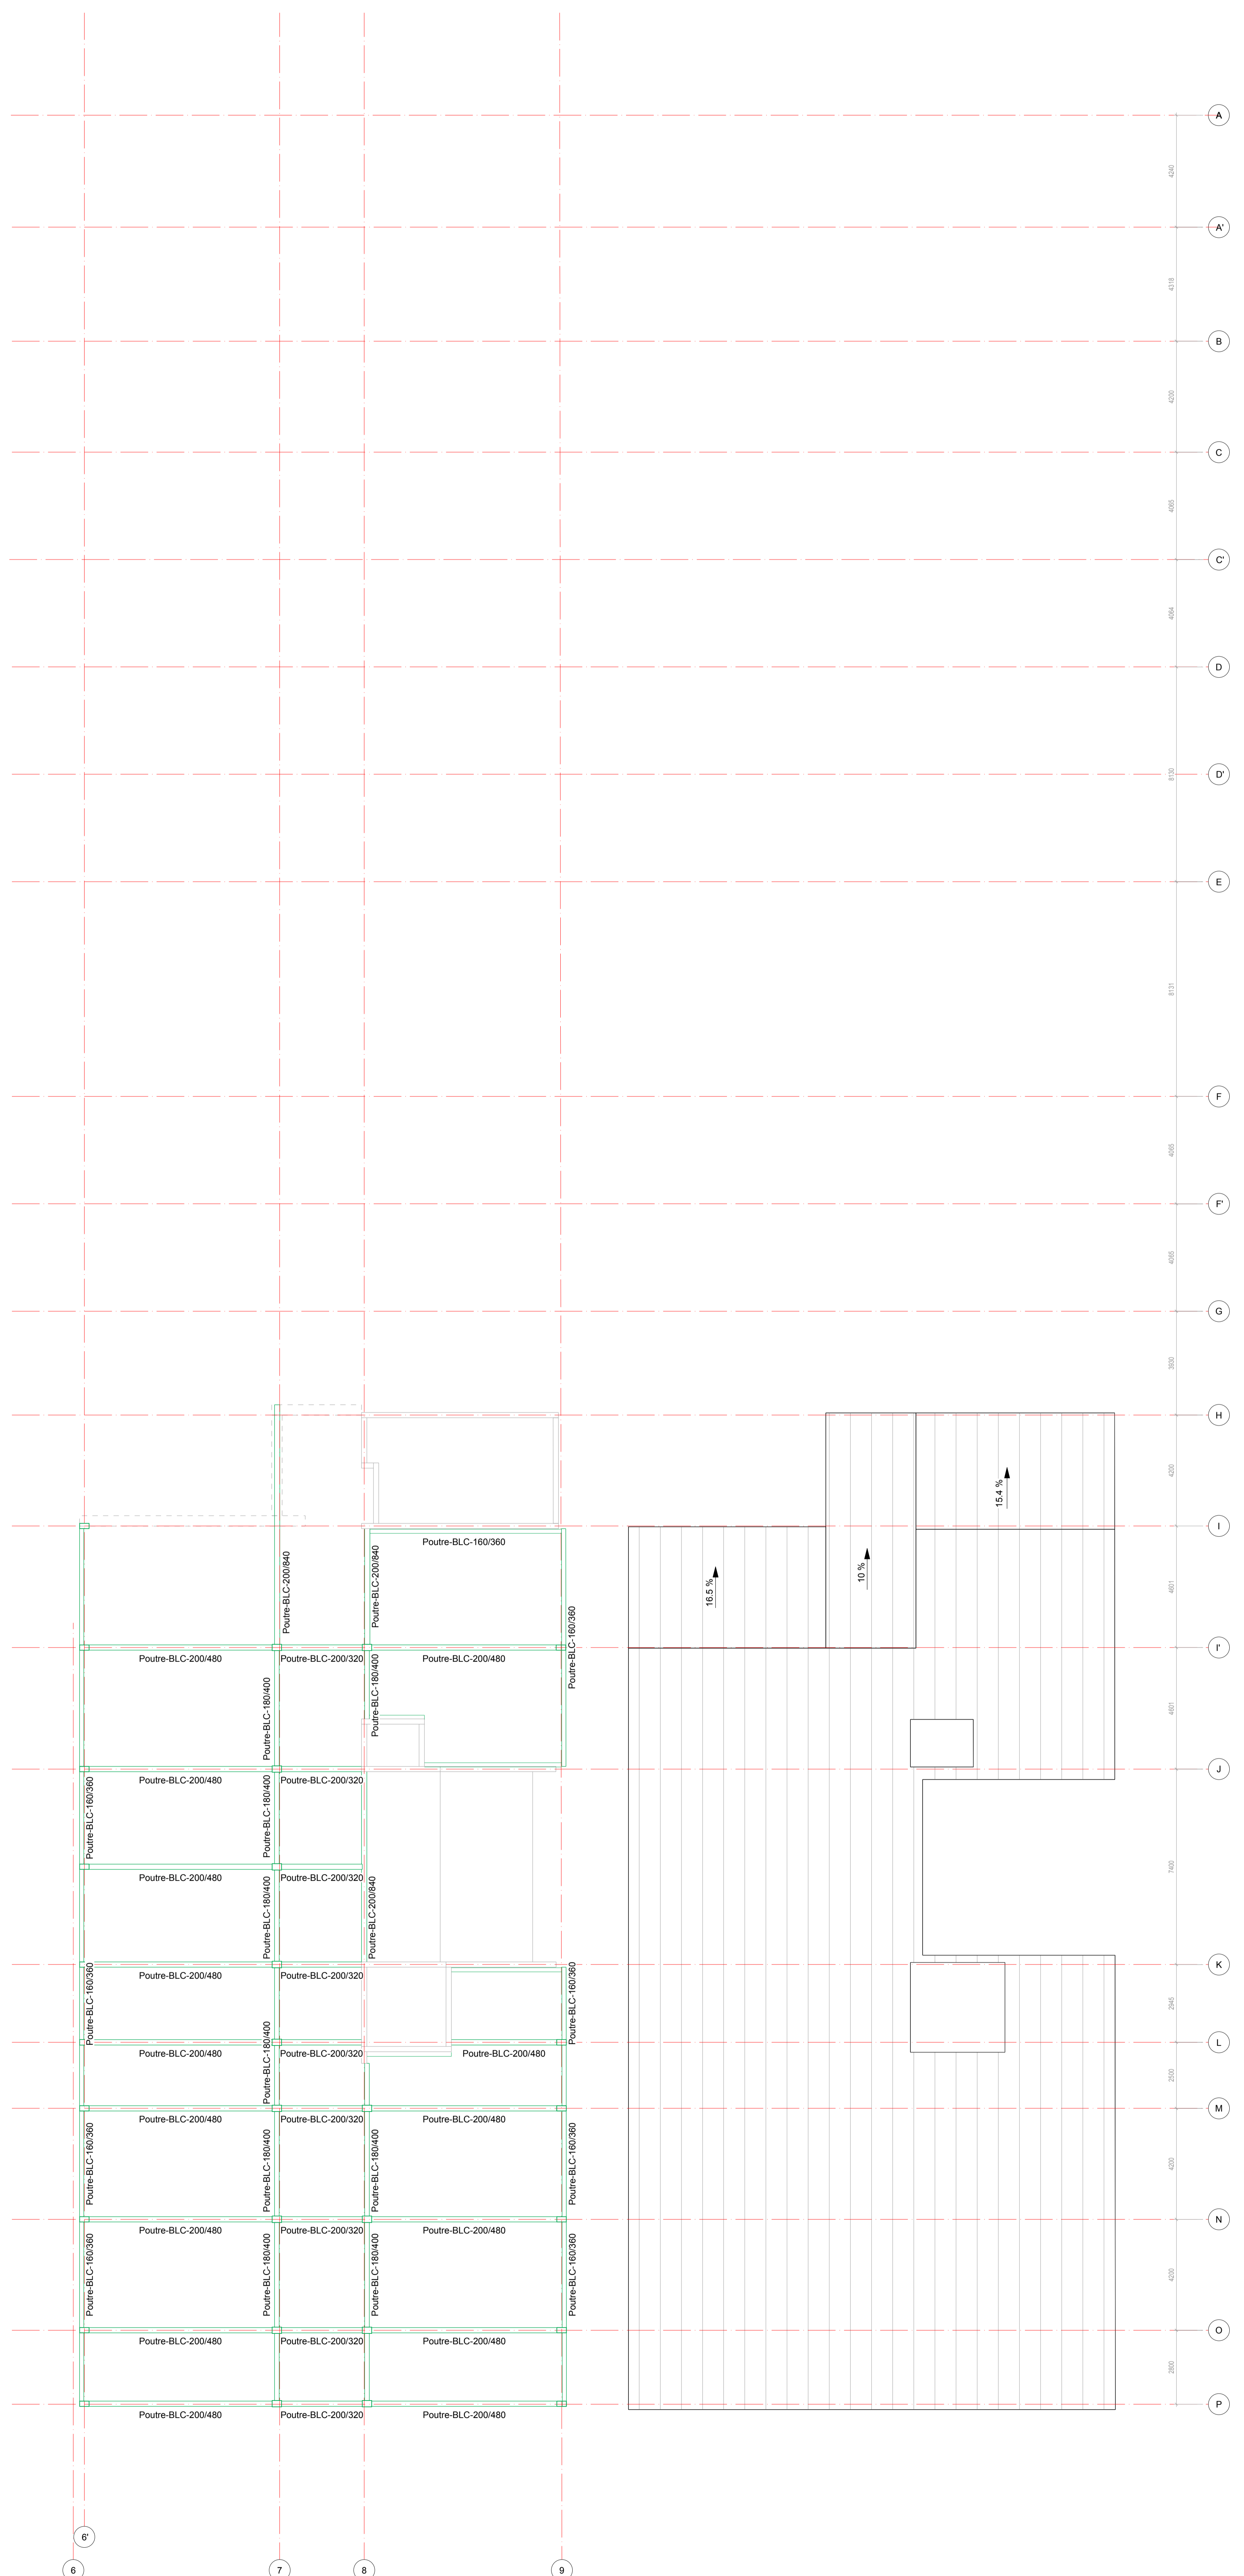 A
4240
A'
4318
B
4200
C
4065
C'
4064
D
8130
D'
E
8131
F
4065
F'
4065
G
3930
H
4200
15.4 %
I
Poutre-BLC-160/360
Poutre-BLC-200/840
Poutre-BLC-200/840
16.5 %
10 %
4601
Poutre-BLC-160/360
I'
Poutre-BLC-200/480
Poutre-BLC-200/320
Poutre-BLC-200/480
Poutre-BLC-180/400
Poutre-BLC-180/400
4601
J
Poutre-BLC-200/480
Poutre-BLC-200/320
Poutre-BLC-160/360
Poutre-BLC-180/400
7400
Poutre-BLC-200/480
Poutre-BLC-200/320
Poutre-BLC-180/400
Poutre-BLC-200/840
K
Poutre-BLC-200/480
Poutre-BLC-200/320
Poutre-BLC-160/360
Poutre-BLC-160/360
2945
L
Poutre-BLC-180/400
Poutre-BLC-200/480
Poutre-BLC-200/320
Poutre-BLC-200/480
2500
M
Poutre-BLC-200/480
Poutre-BLC-200/320
Poutre-BLC-200/480
Poutre-BLC-160/360
Poutre-BLC-180/400
Poutre-BLC-180/400
Poutre-BLC-160/360
4200
N
Poutre-BLC-200/480
Poutre-BLC-200/320
Poutre-BLC-200/480
Poutre-BLC-160/360
Poutre-BLC-180/400
Poutre-BLC-180/400
Poutre-BLC-160/360
4200
O
Poutre-BLC-200/480
Poutre-BLC-200/320
Poutre-BLC-200/480
2800
P
Poutre-BLC-200/480
Poutre-BLC-200/320
Poutre-BLC-200/480
6'
6
7
8
9